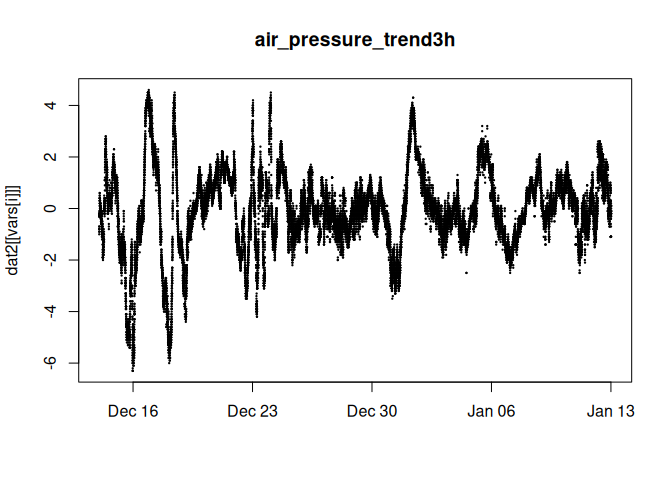 air_pressure_trend3h
dat2[[vars[i]]]
4
2
0
-2
-4
-6
Dec 16 Dec 23 Dec 30 Jan 06 Jan 13